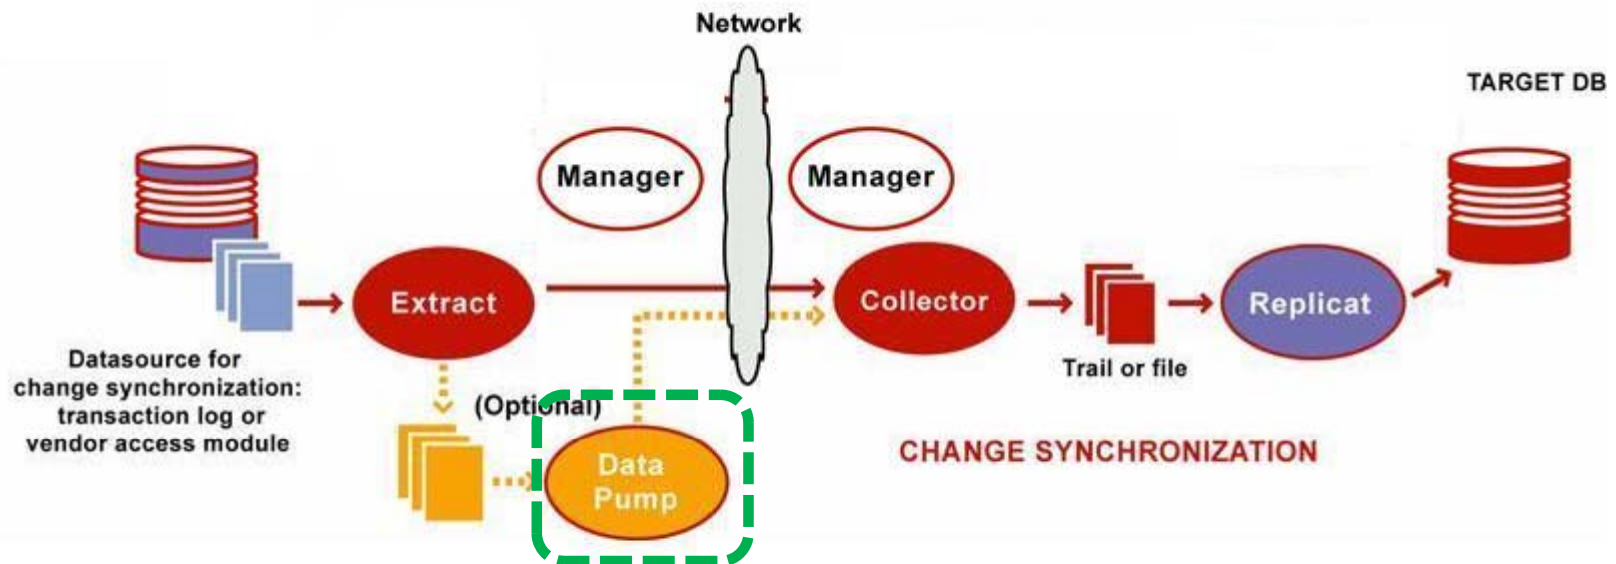 Network
TARGET DB
Manager
Manager
Extract
Collector
Replicat
Datasource for
change synchronization:
transaction log or
vendor access module
Trail or file
(Optional)
Data
Pump
CHANGE SYNCHRONIZATION